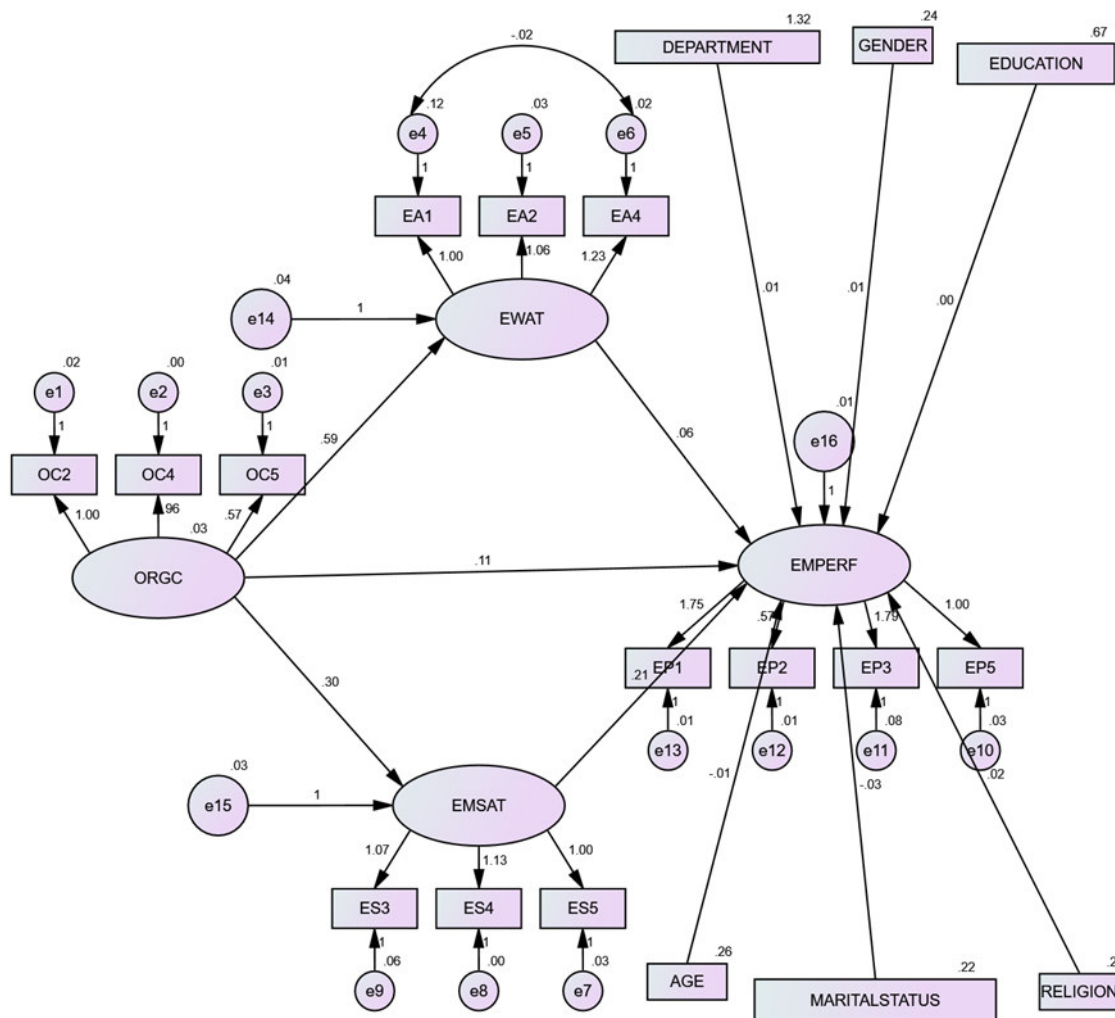 1.32
DEPARTMENT
.24
GENDER
.67
EDUCATION
-.02
.12
e4
.03
e5
.02
e6
1
1
1
EA1
EA2
EA4
1.00
1.06
1.23
.04
e14
1
EWAT
.01
.01
.00
.02
e1
.00
e2
.01
e3
1
1
1
OC2
OC4
OC5
1.00
.96
.57
.59
.06
.01
e16
1
.03
ORGC
.11
EMPERF
1.75
.57
1.79
1.00
EP1
EP2
EP3
EP5
.21
1
1
1
1
.01
.01
.08
.03
e13
e12
e11
e10
.30
-.01
-.03
.02
.03
e15
1
EMSAT
1.07
1.13
1.00
ES3
ES4
ES5
1
1
1
.06
.00
.03
e9
e8
e7
.26
AGE
.22
MARITALSTATUS
RELIGION